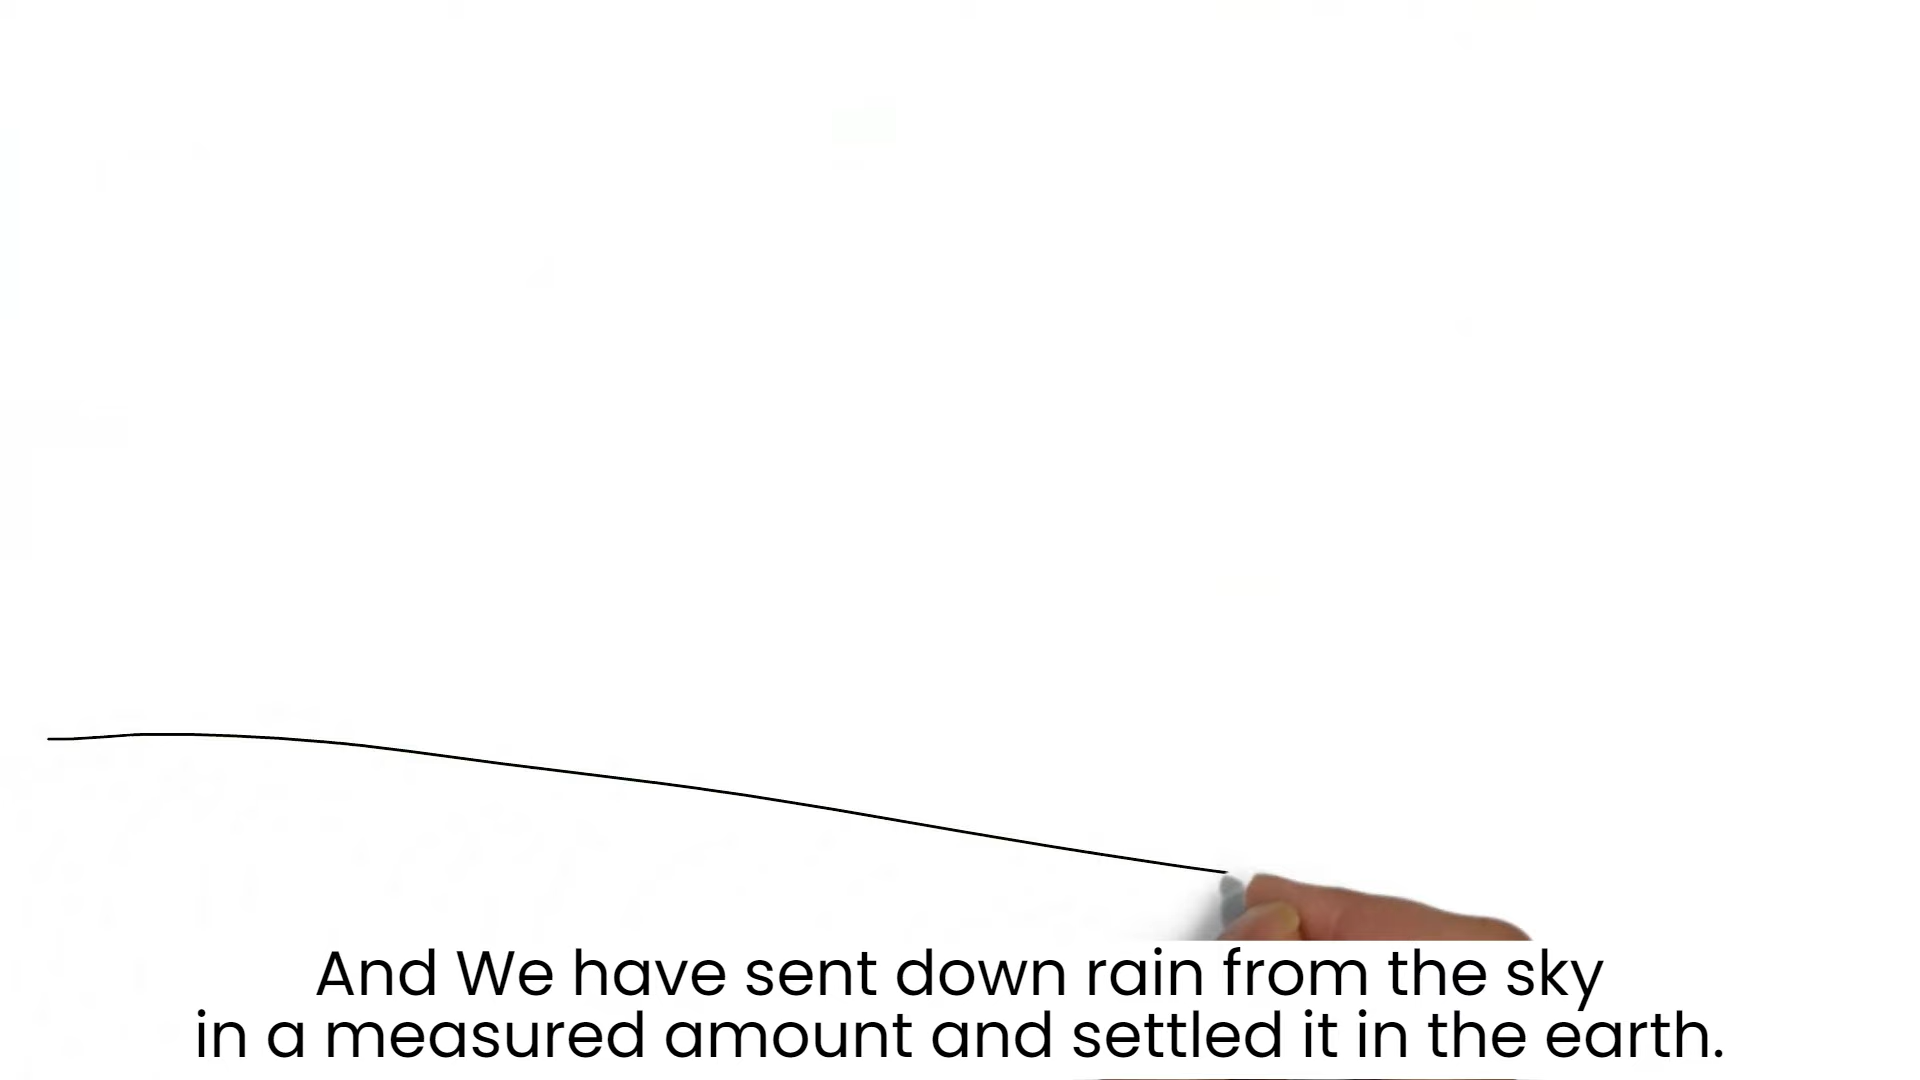 And We have sent down rain from the sky
in a measured amount and settled it in the earth.